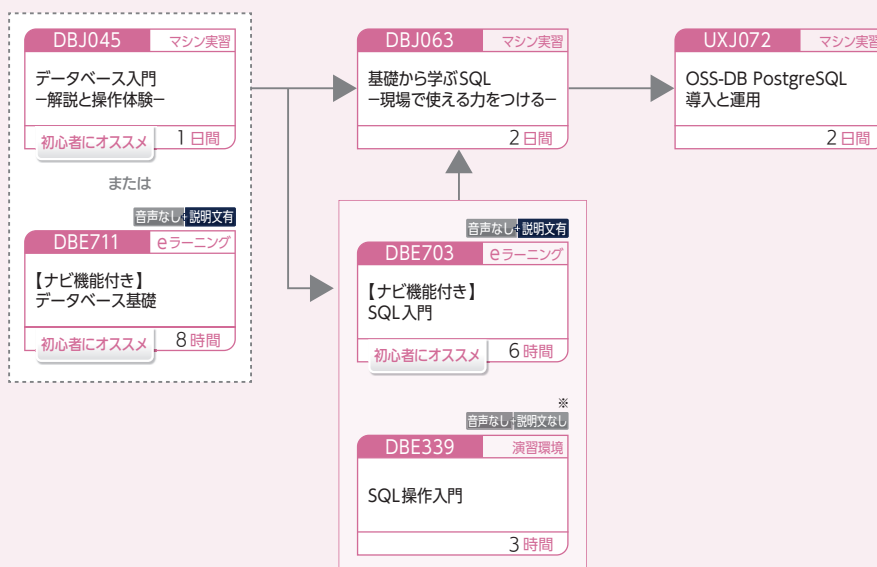 DBJ045 マシン実習
データベース入門
−解説と操作体験−
初心者にオススメ 1日間
または
音声なし+説明文有
DBE711 eラーニング
【ナビ機能付き】
データベース基礎
初心者にオススメ 8時間
DBJ063 マシン実習
基礎から学ぶSQL
−現場で使える力をつける−
2日間
音声なし+説明文有
DBE703 eラーニング
【ナビ機能付き】
SQL入門
初心者にオススメ 6時間
※
音声なし+説明文なし
DBE339 演習環境
SQL操作入門
3時間
UXJ072 マシン実習
OSS-DB PostgreSQL
導入と運用
2日間